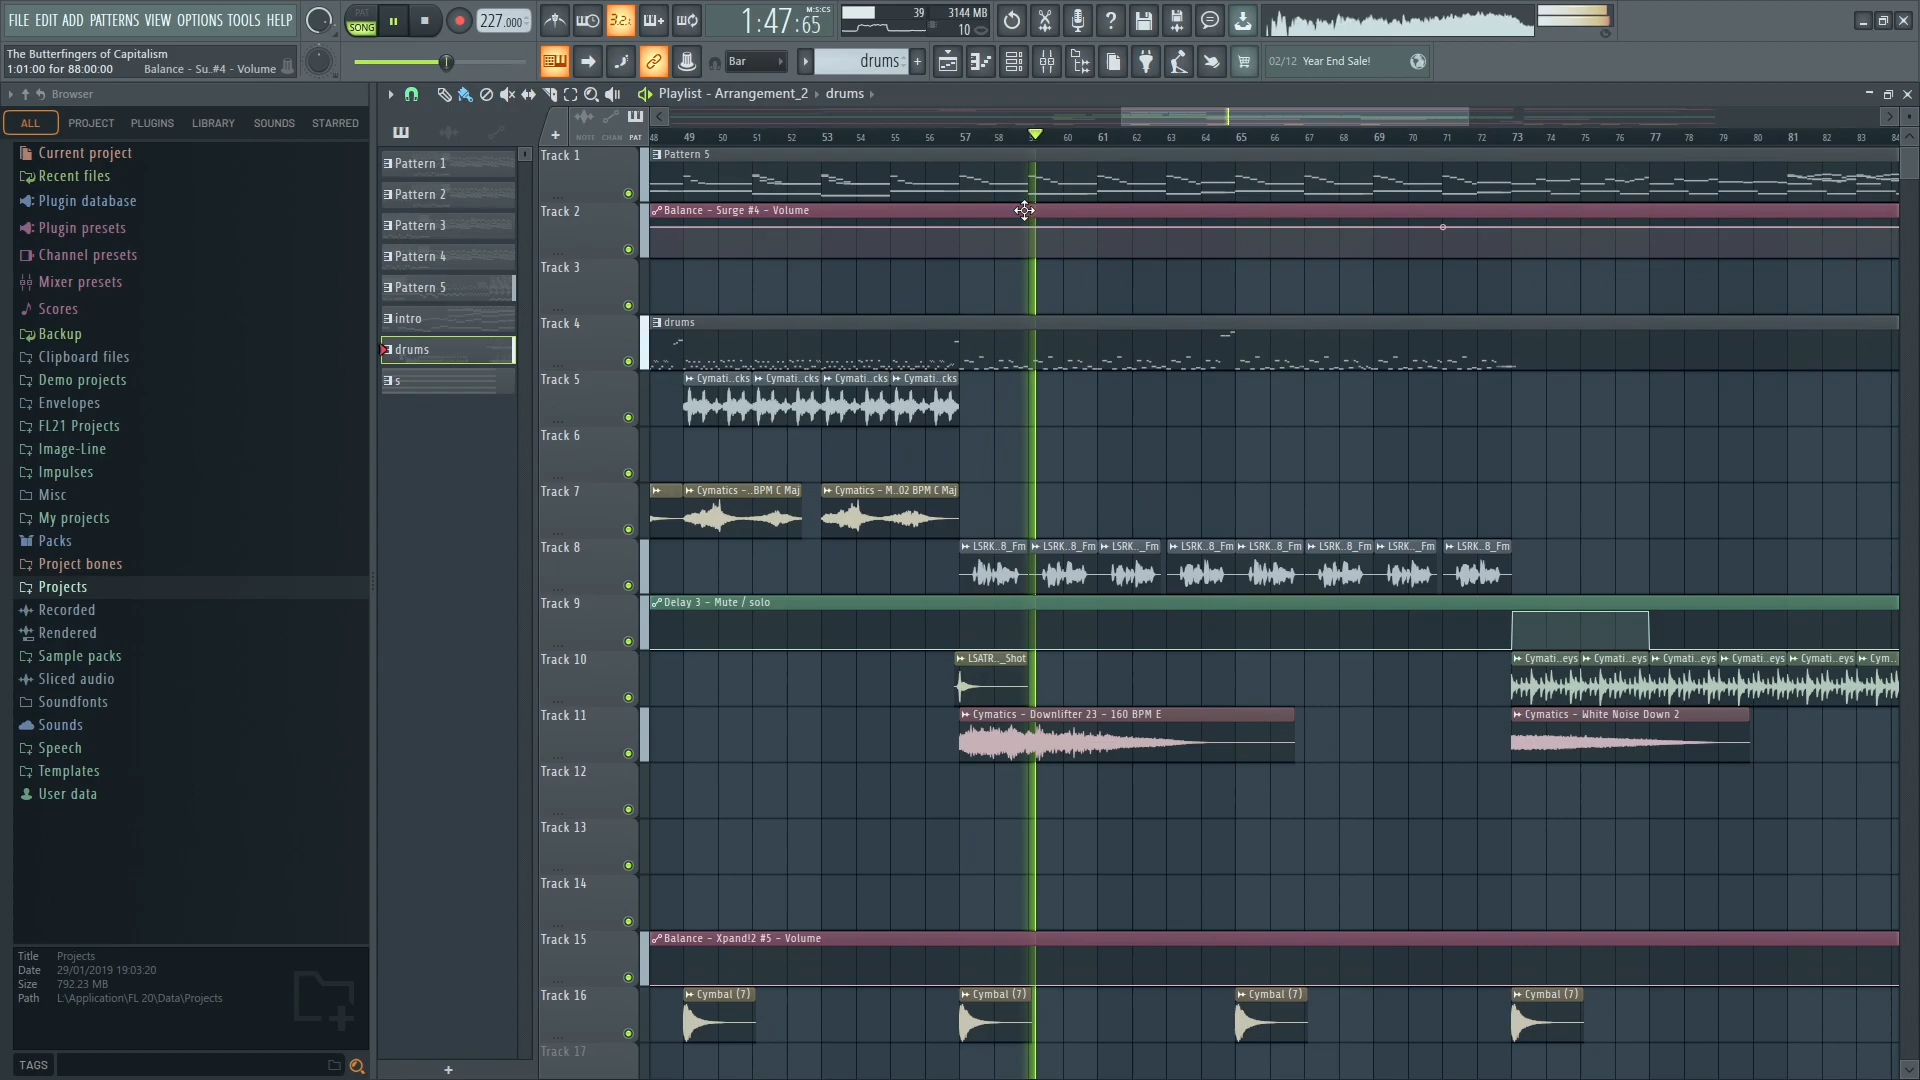 FILE EDIT ADD PATTERNS VIEW OPTIONS TOOLS HELP
PAT
SONG
227.000
3.2.
1:47:65
M:S:CS
39
3144 MB
10
The Butterfingers of Capitalism
1:01:00 for 88:00:00
Balance - Su..#4 - Volume
Bar
drums
02/12 Year End Sale!
Browser
Playlist - Arrangement_2 › drums
ALL
PROJECT
PLUGINS
LIBRARY
SOUNDS
STARRED
Current project
Recent files
Plugin database
Plugin presets
Channel presets
Mixer presets
Scores
Backup
Clipboard files
Demo projects
Envelopes
FL21 Projects
Image-Line
Impulses
Misc
My projects
Packs
Project bones
Projects
Recorded
Rendered
Sample packs
Sliced audio
Soundfonts
Sounds
Speech
Templates
User data
Title Projects
Date 29/01/2019 19:03:20
Size 792.23 MB
Path L:\Application\FL 20\Data\Projects
TAGS
Pattern 1
Pattern 2
Pattern 3
Pattern 4
Pattern 5
intro
drums
s
NOTE CHAN PAT
48 49 50 51 52 53 54 55 56 57 58 60 61 62 63 64 65 66 67 68 69 70 71 72 73 74 75 76 77 78 79 80 81 82 83 84
Track 1
Pattern 5
Track 2
Balance - Surge #4 - Volume
Track 3
Track 4
drums
Track 5
Cymati..cks Cymati..cks Cymati..cks Cymati..cks
Track 6
Track 7
Cymatics -..BPM C Maj Cymatics - M..02 BPM C Maj
Track 8
LSRK..8_Fm LSRK..8_Fm LSRK.._Fm LSRK..8_Fm LSRK..8_Fm LSRK..8_Fm LSRK.._Fm LSRK..8_Fm
Track 9
Delay 3 - Mute / solo
Track 10
LSATR.._Shot Cymati..eys Cymati..eys Cymati..eys Cymati..eys Cymati..eys Cym..
Track 11
Cymatics - Downlifter 23 - 160 BPM E Cymatics - White Noise Down 2
Track 12
Track 13
Track 14
Track 15
Balance - Xpand!2 #5 - Volume
Track 16
Cymbal (7) Cymbal (7) Cymbal (7) Cymbal (7)
Track 17